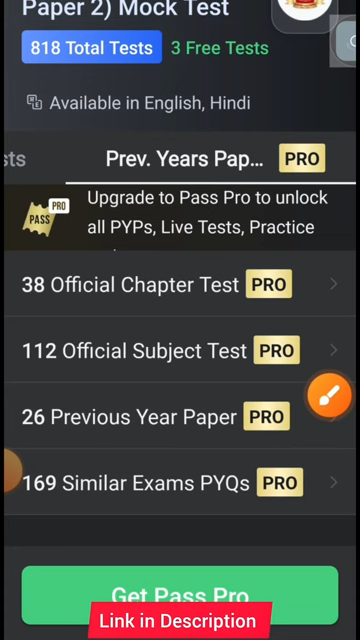 Paper 2) Mock Test
818 Total Tests
3 Free Tests
Available in English, Hindi
sts
Prev. Years Pap... PRO
PASS PRO
Upgrade to Pass Pro to unlock
all PYPs, Live Tests, Practice
38 Official Chapter Test PRO
112 Official Subject Test PRO
26 Previous Year Paper PRO
169 Similar Exams PYQs PRO
Get Pass Pro
Link in Description